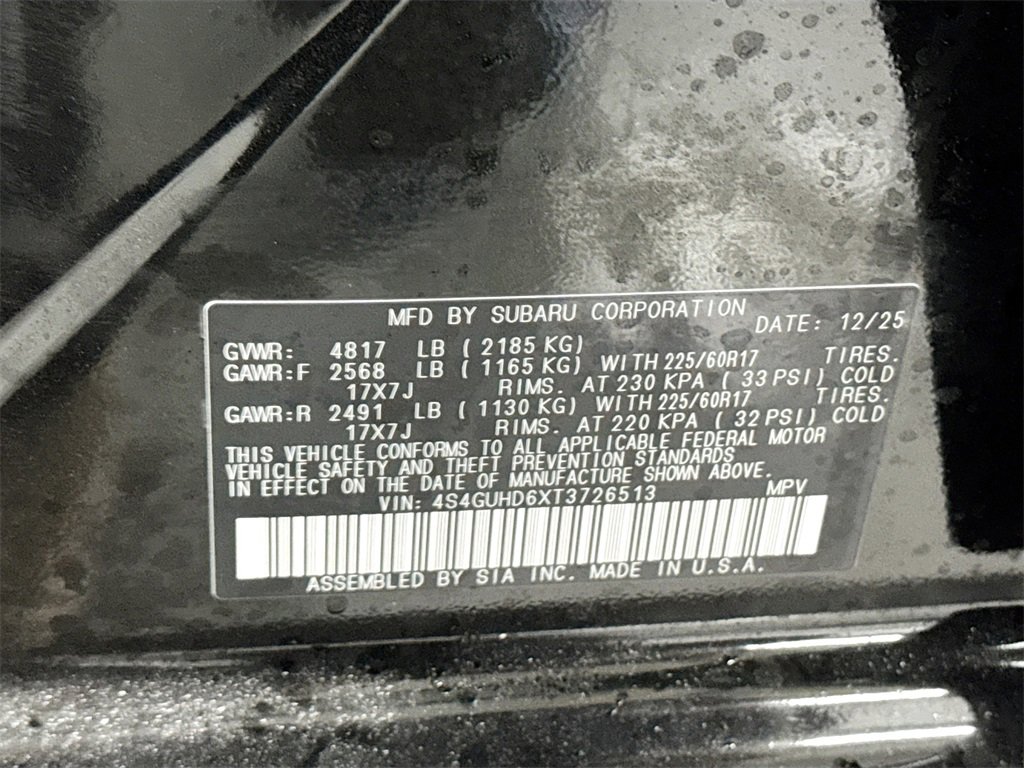 MFD BY SUBARU CORPORATION
DATE: 12/25
GVWR: 4817 LB ( 2185 KG)
GAWR:F 2568 LB ( 1165 KG) WITH 225/60R17 TIRES.
17X7J RIMS. AT 230 KPA ( 33 PSI) COLD
GAWR:R 2491 LB ( 1130 KG) WITH 225/60R17 TIRES.
17X7J RIMS. AT 220 KPA ( 32 PSI) COLD
THIS VEHICLE CONFORMS TO ALL APPLICABLE FEDERAL MOTOR
VEHICLE SAFETY AND THEFT PREVENTION STANDARDS
IN EFFECT ON THE DATE OF MANUFACTURE SHOWN ABOVE.
VIN: 4S4GUHD6XT3726513 MPV
ASSEMBLED BY SIA INC. MADE IN U.S.A.